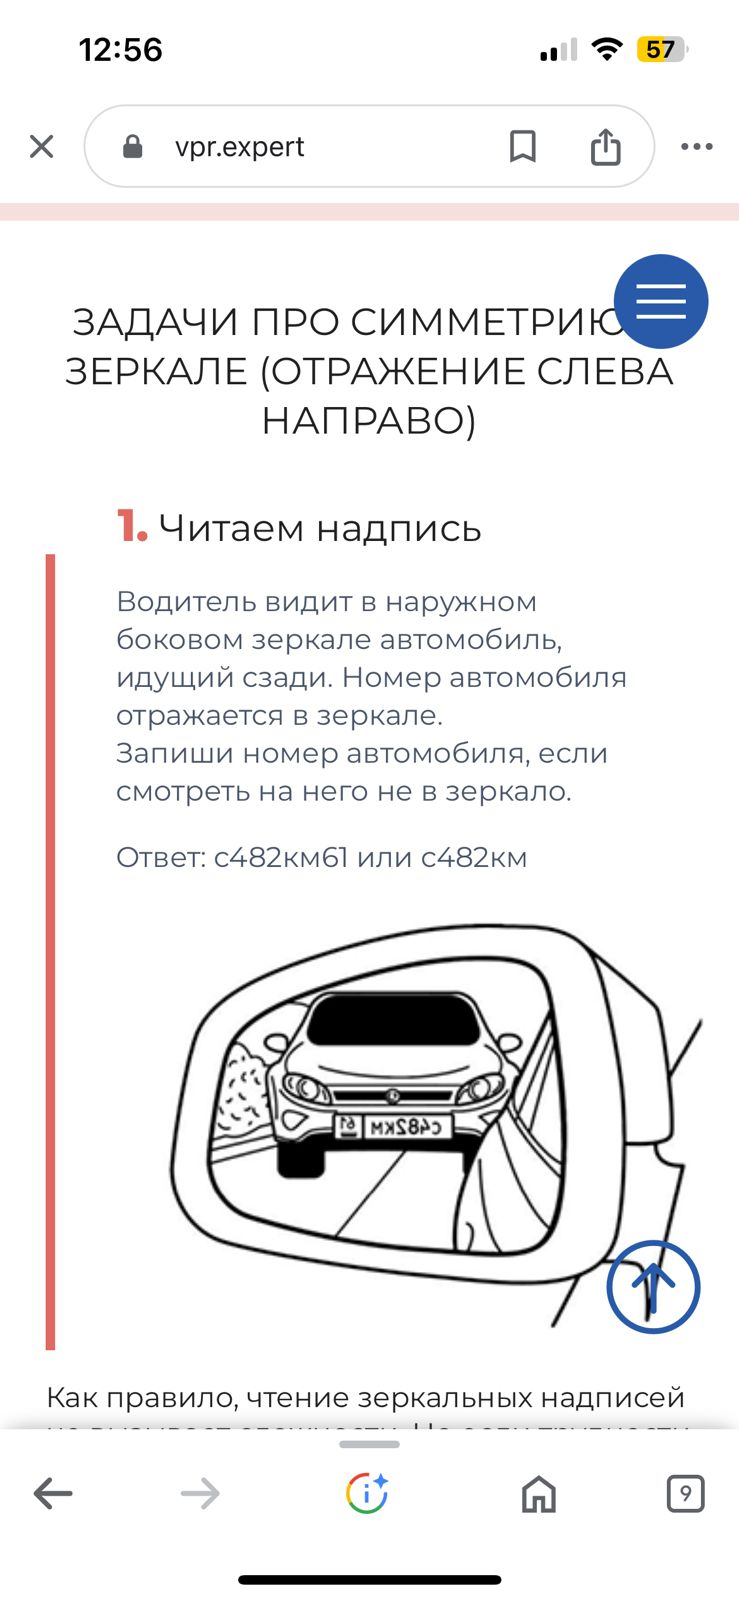 12:56
57
vpr.expert
ЗАДАЧИ ПРО СИММЕТРИЮ
ЗЕРКАЛЕ (ОТРАЖЕНИЕ СЛЕВА
НАПРАВО)
1. Читаем надпись
Водитель видит в наружном
боковом зеркале автомобиль,
идущий сзади. Номер автомобиля
отражается в зеркале.
Запиши номер автомобиля, если
смотреть на него не в зеркало.
Ответ: с482км61 или с482км
с482км 61
Как правило, чтение зеркальных надписей
9